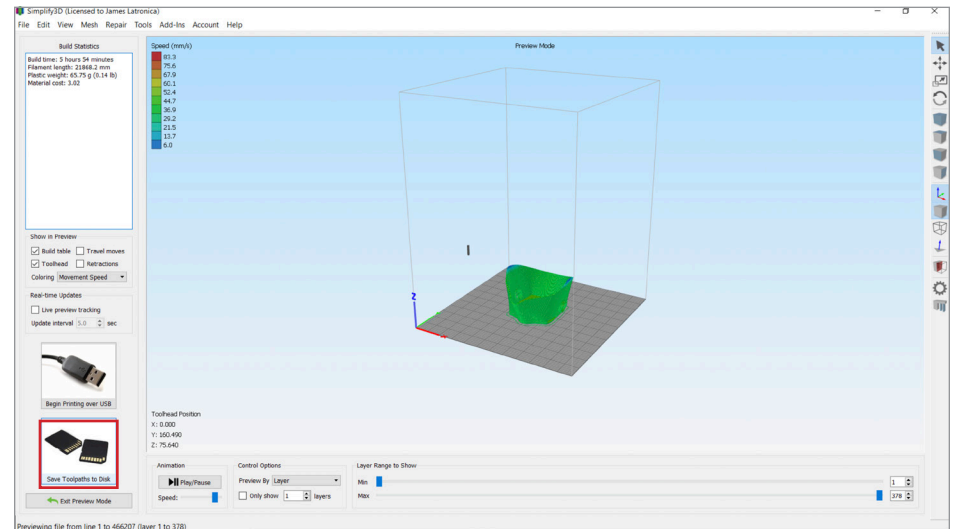 Simplify3D (Licensed to James Latronica)
File Edit View Mesh Repair Tools Add-Ins Account Help
Build Statistics
Build time: 5 hours 54 minutes
Filament length: 21868.2 mm
Plastic weight: 65.75 g (0.14 lb)
Material cost: 3.02
Show in Preview
Build table Travel moves
Toolhead Retractions
Coloring Movement Speed
Real-time Updates
Live preview tracking
Update interval 5.0 sec
Begin Printing over USB
Save Toolpaths to Disk
Exit Preview Mode
Speed (mm/s)
83.3
75.6
67.9
60.1
52.4
44.7
36.9
29.2
21.5
13.7
6.0
Preview Mode
Z
Toolhead Position
X: 0.000
Y: 160.490
Z: 75.640
Animation
Play/Pause
Speed:
Control Options
Preview By Layer
Only show 1 layers
Layer Range to Show
Min 1
Max 378
Previewing file from line 1 to 466207 (layer 1 to 378)